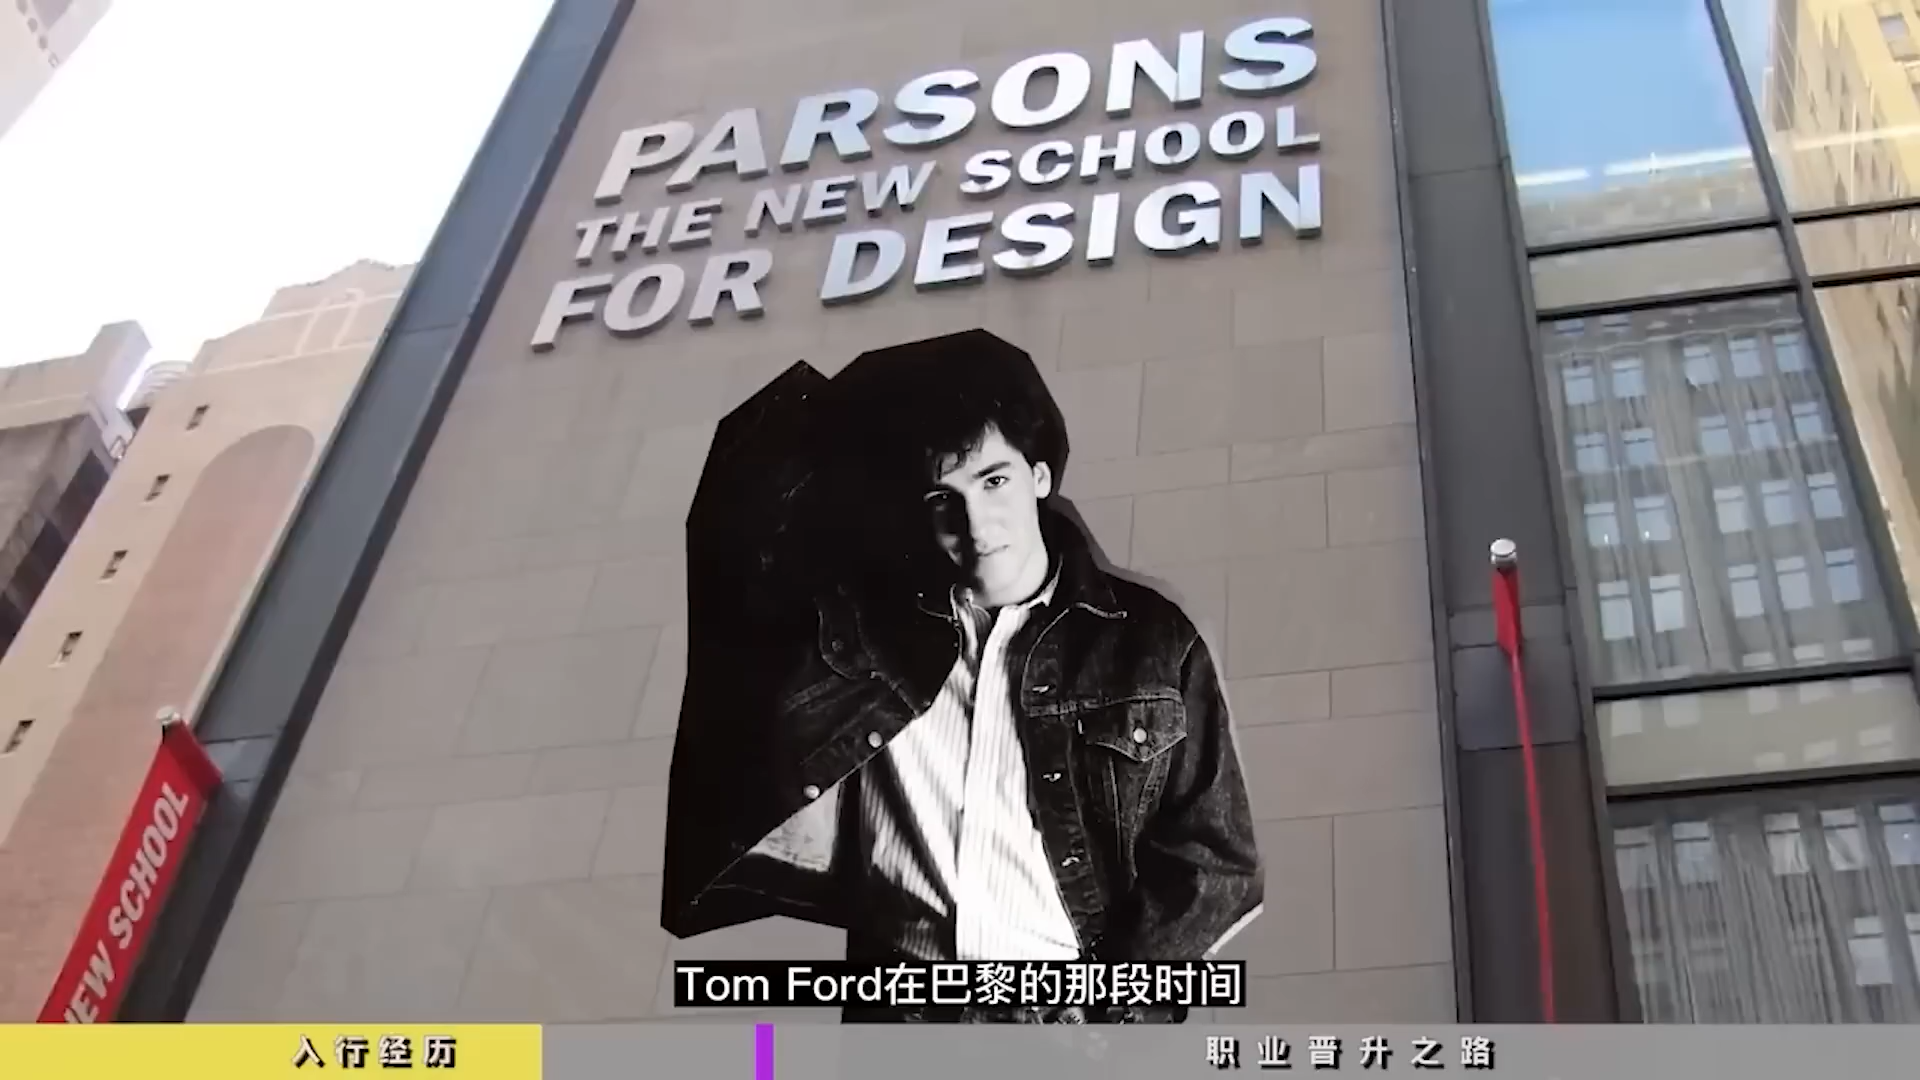 PARSONS
THE NEW SCHOOL
FOR DESIGN
NEW SCHOOL
Tom Ford在巴黎的那段时间
入行经历
职业晋升之路